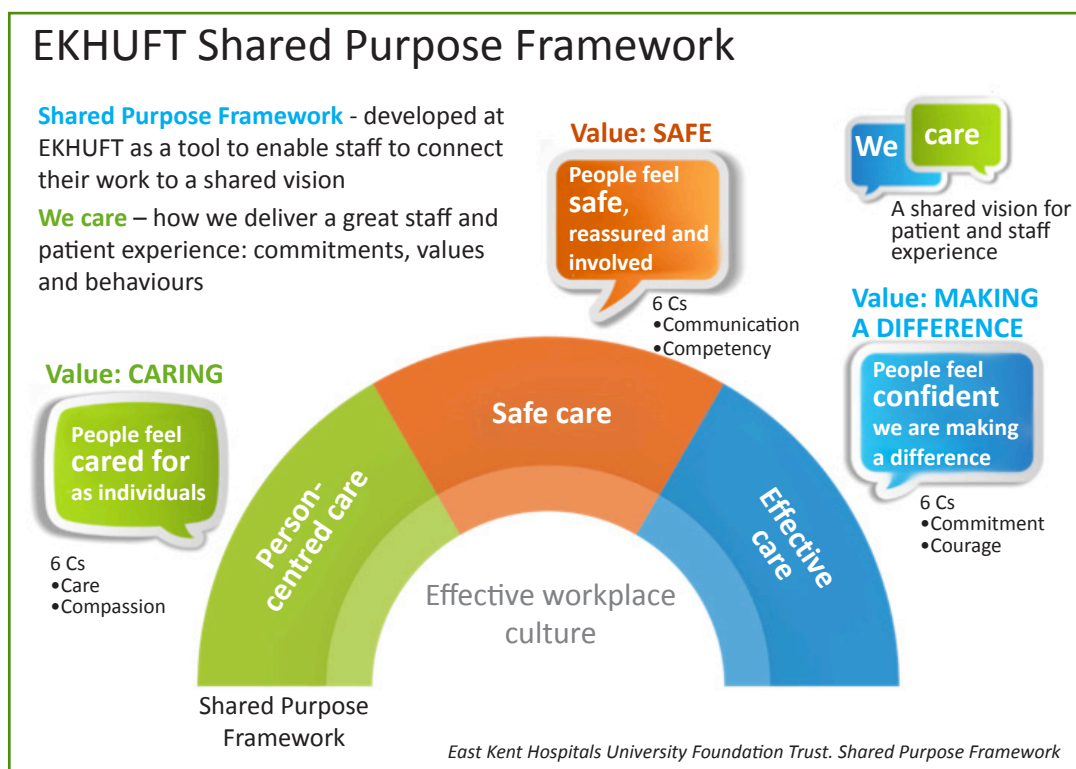 EKHUFT Shared Purpose Framework
Shared Purpose Framework - developed at
EKHUFT as a tool to enable staff to connect
their work to a shared vision
We care – how we deliver a great staff and
patient experience: commitments, values
and behaviours
Value: SAFE
People feel
safe,
reassured and
involved
6 Cs
•Communication
•Competency
We care
A shared vision for
patient and staff
experience
Value: MAKING
A DIFFERENCE
People feel
confident
we are making
a difference
6 Cs
•Commitment
•Courage
Value: CARING
People feel
cared for
as individuals
6 Cs
•Care
•Compassion
Person-
centred care
Safe care
Effective
care
Effective workplace
culture
Shared Purpose
Framework
East Kent Hospitals University Foundation Trust. Shared Purpose Framework